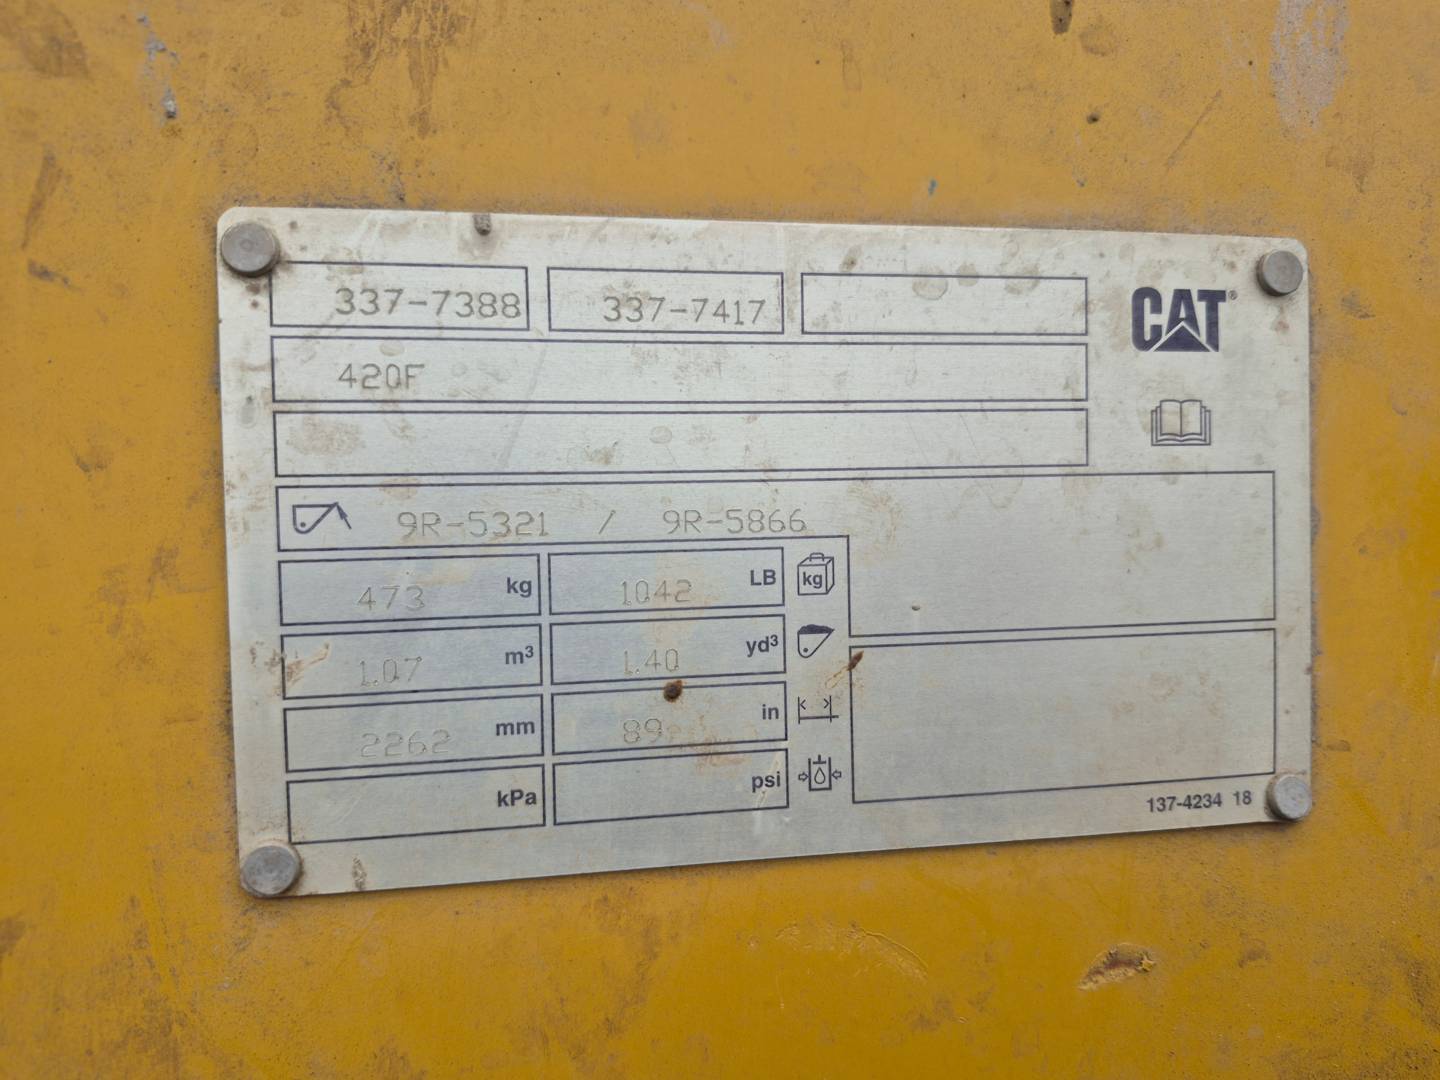 337-7388 337-7417 CAT®
420F
9R-5321 / 9R-5866
473 kg 1042 LB kg
1.07 m³ 1.40 yd³
2262 mm 89 in
kPa psi
137-4234 18